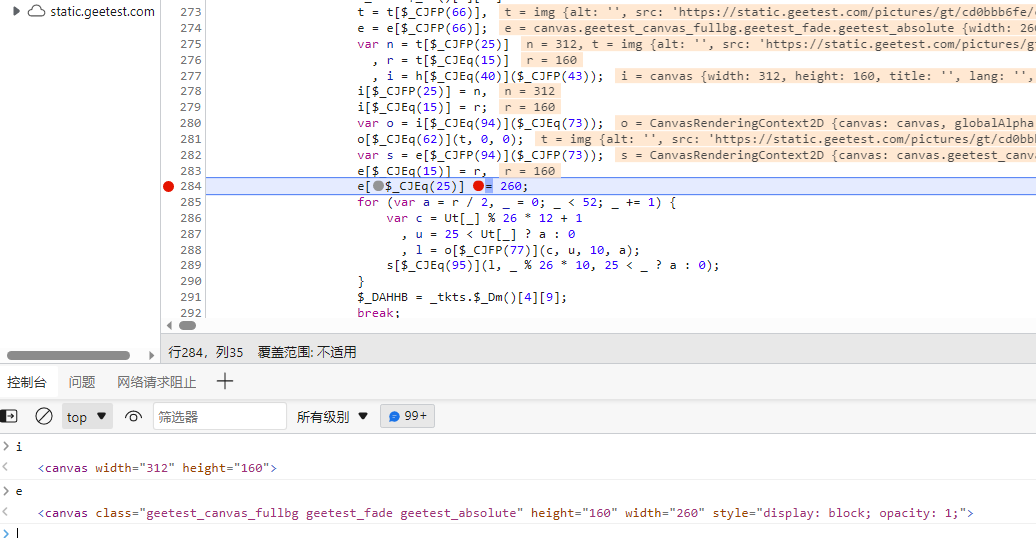 static.geetest.com
273 t = t[$_CJFP(66)], t = img {alt: '', src: 'https://static.geetest.com/pictures/gt/cd0bbb6fe/
274 e = e[$_CJFP(66)]; e = canvas.geetest_canvas_fullbg.geetest_fade.geetest_absolute {width: 260
275 var n = t[$_CJFP(25)] n = 312, t = img {alt: '', src: 'https://static.geetest.com/pictures/gt
276 , r = t[$_CJEq(15)] r = 160
277 , i = h[$_CJEq(40)]($_CJFP(43)); i = canvas {width: 312, height: 160, title: '', lang: '',
278 i[$_CJFP(25)] = n, n = 312
279 i[$_CJEq(15)] = r; r = 160
280 var o = i[$_CJEq(94)]($_CJEq(73)); o = CanvasRenderingContext2D {canvas: canvas, globalAlpha
281 o[$_CJEq(62)](t, 0, 0); t = img {alt: '', src: 'https://static.geetest.com/pictures/gt/cd0bbb
282 var s = e[$_CJFP(94)]($_CJFP(73)); s = CanvasRenderingContext2D {canvas: canvas.geetest_canv
283 e[$_CJEq(15)] = r, r = 160
284 e[$_CJEq(25)] = 260;
285 for (var a = r / 2, _ = 0; _ < 52; _ += 1) {
286 var c = Ut[_] % 26 * 12 + 1
287 , u = 25 < Ut[_] ? a : 0
288 , l = o[$_CJFP(77)](c, u, 10, a);
289 s[$_CJEq(95)](l, _ % 26 * 10, 25 < _ ? a : 0);
290 }
291 $_DAHHB = _tkts.$_Dm()[4][9];
292 break;
行284，列35 覆盖范围: 不适用
控制台 问题 网络请求阻止
top 筛选器 所有级别 99+
i
<canvas width="312" height="160">
e
<canvas class="geetest_canvas_fullbg geetest_fade geetest_absolute" height="160" width="260" style="display: block; opacity: 1;">